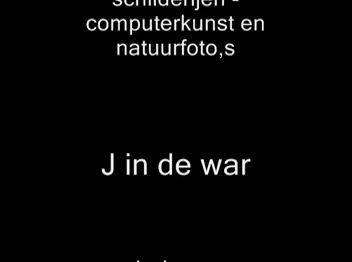 schilderijen -
computerkunst en
natuurfoto,s
J in de war